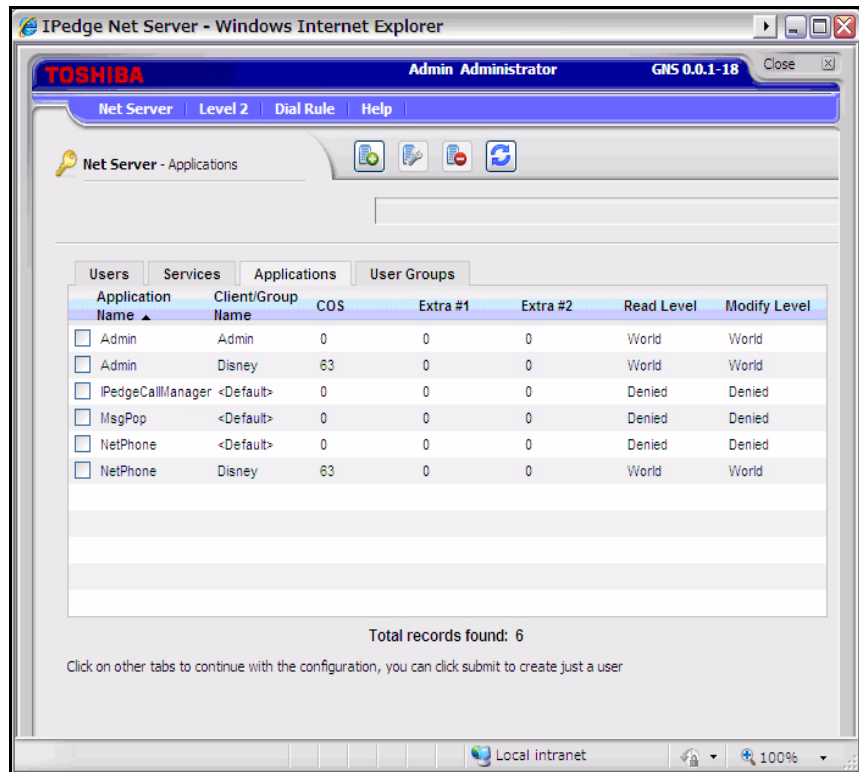 IPedge Net Server - Windows Internet Explorer
TOSHIBA Admin Administrator GNS 0.0.1-18 Close
Net Server Level 2 Dial Rule Help
Net Server - Applications
Users Services Applications User Groups
Application Name Client/Group Name COS Extra #1 Extra #2 Read Level Modify Level
Admin Admin 0 0 0 World World
Admin Disney 63 0 0 World World
IPedgeCallManager <Default> 0 0 0 Denied Denied
MsgPop <Default> 0 0 0 Denied Denied
NetPhone <Default> 0 0 0 Denied Denied
NetPhone Disney 63 0 0 World World
Total records found: 6
Click on other tabs to continue with the configuration, you can click submit to create just a user
Local intranet 100%